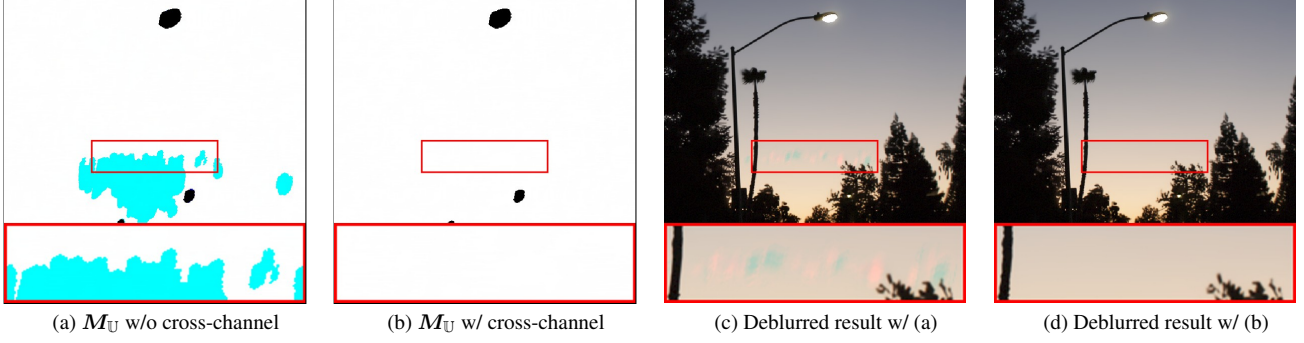 (a) M_𝕌 w/o cross-channel
(b) M_𝕌 w/ cross-channel
(c) Deblurred result w/ (a)
(d) Deblurred result w/ (b)